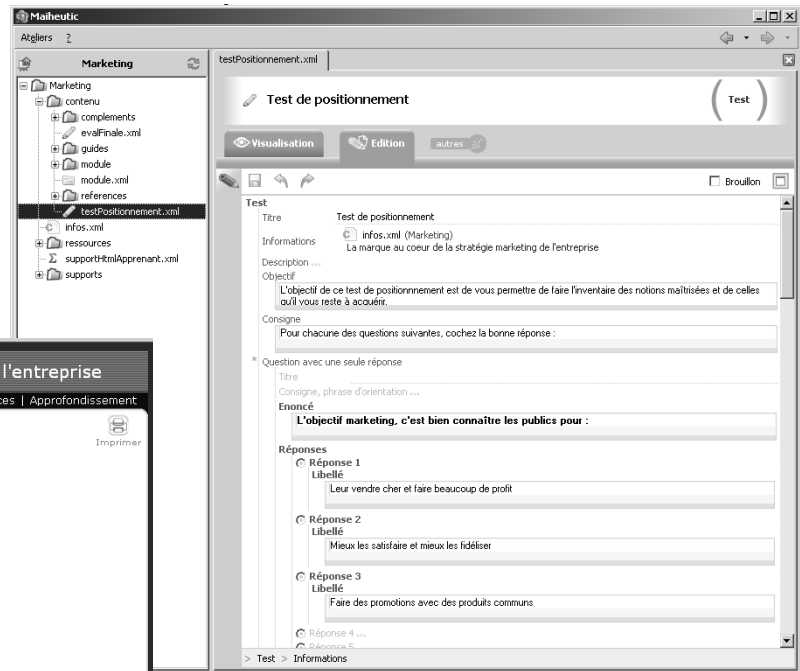 Maiheutic
Ateliers ?
Marketing
Marketing
contenu
complements
evalFinale.xml
guides
module
module.xml
references
testPositionnement.xml
infos.xml
ressources
supportHtmlApprenant.xml
supports
l'entreprise
ces | Approfondissement
Imprimer
testPositionnement.xml
Test de positionnement
Test
Visualisation Edition autres
Brouillon
Test
Titre Test de positionnement
Informations infos.xml (Marketing)
La marque au coeur de la stratégie marketing de l'entreprise
Description ...
Objectif
L'objectif de ce test de positionnnement est de vous permettre de faire l'inventaire des notions maîtrisées et de celles
qu'il vous reste à acquérir.
Consigne
Pour chacune des questions suivantes, cochez la bonne réponse :
* Question avec une seule réponse
Titre
Consigne, phrase d'orientation ...
Enoncé
L'objectif marketing, c'est bien connaître les publics pour :
Réponses
Réponse 1
Libellé
Leur vendre cher et faire beaucoup de profit
Réponse 2
Libellé
Mieux les satisfaire et mieux les fidéliser
Réponse 3
Libellé
Faire des promotions avec des produits communs
Réponse 4 ...
Réponse 5
> Test > Informations